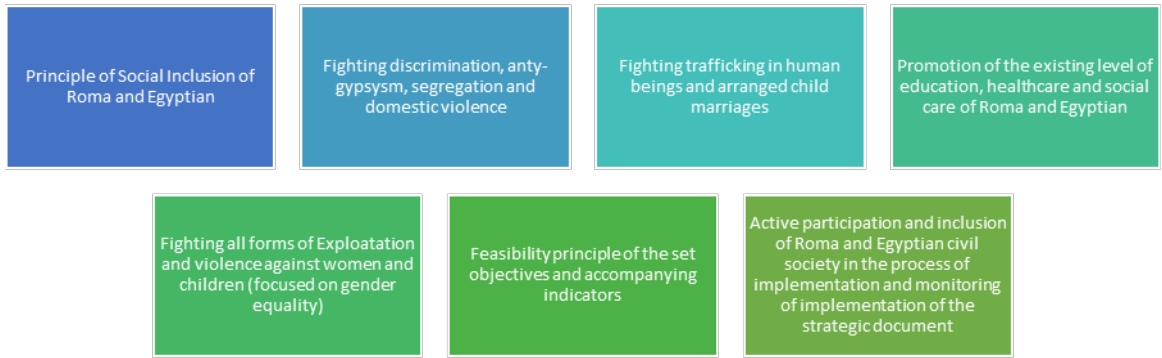 Principle of Social Inclusion of
Roma and Egyptian
Fighting discrimination, anty-
gypsysm, segregation and
domestic violence
Fighting trafficking in human
beings and arranged child
marriages
Promotion of the existing level of
education, healthcare and social
care of Roma and Egyptian
Fighting all forms of Exploatation
and violence against women and
children (focused on gender
equality)
Feasibility principle of the set
objectives and accompanying
indicators
Active participation and inclusion
of Roma and Egyptian civil
society in the process of
implementation and monitoring
of implementation of the
strategic document